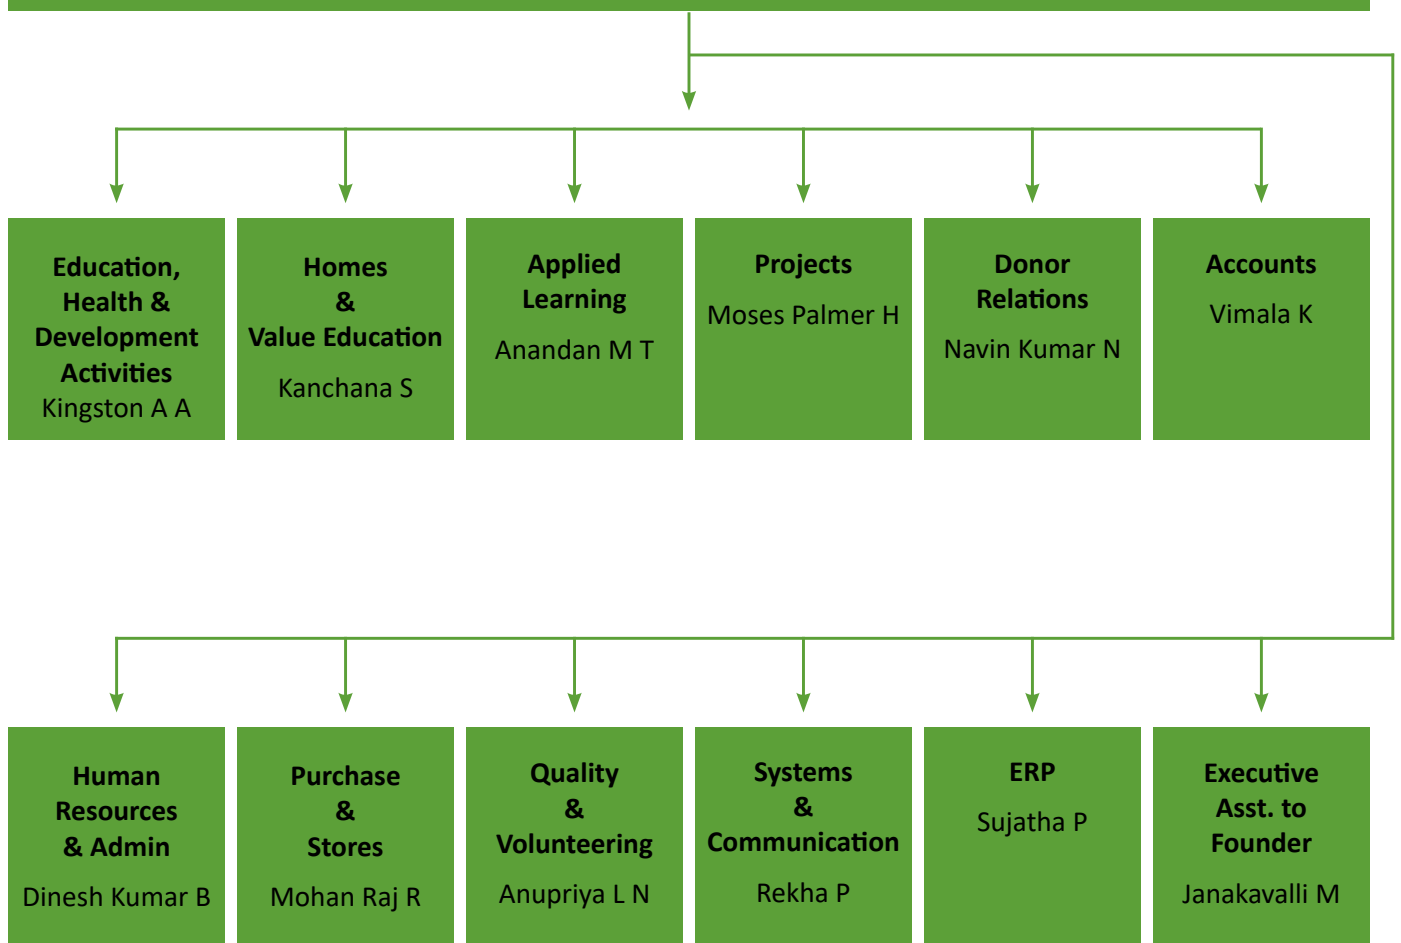 Education,
Health &
Development
Activities
Kingston A A
Homes
&
Value Education
Kanchana S
Applied
Learning
Anandan M T
Projects
Moses Palmer H
Donor
Relations
Navin Kumar N
Accounts
Vimala K
Human
Resources
& Admin
Dinesh Kumar B
Purchase
&
Stores
Mohan Raj R
Quality
&
Volunteering
Anupriya L N
Systems
&
Communication
Rekha P
ERP
Sujatha P
Executive
Asst. to
Founder
Janakavalli M